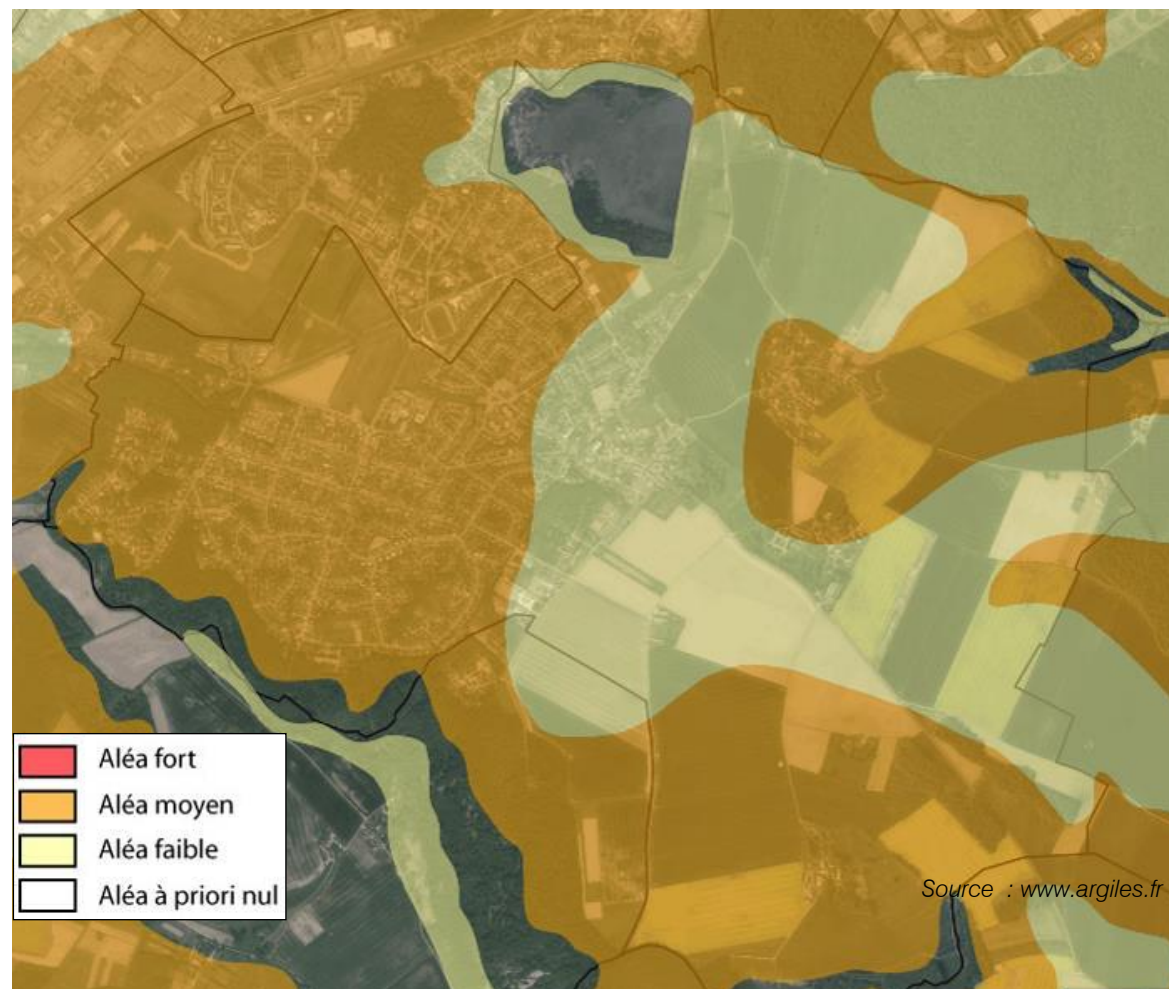 Aléa fort
Aléa moyen
Aléa faible
Aléa à priori nul
Source : www.argiles.fr